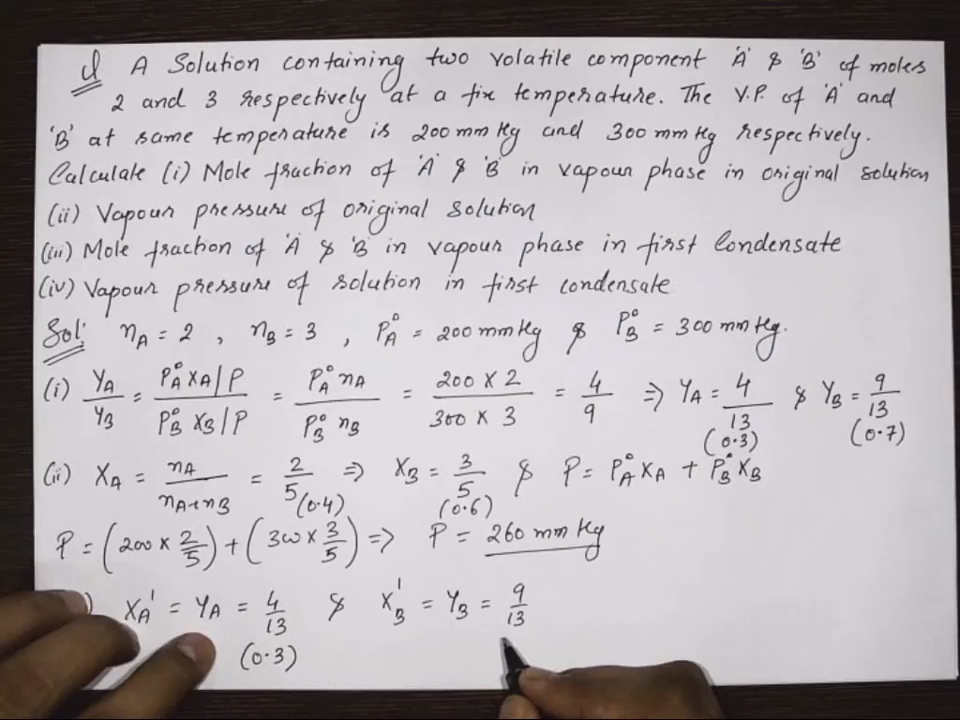 Q A Solution containing two volatile component 'A' & 'B' of moles
2 and 3 respectively at a fix temperature. The V.P. of 'A' and
'B' at same temperature is 200 mm Hg and 300 mm Hg respectively.
Calculate (i) Mole fraction of 'A' & 'B' in vapour phase in original solution
(ii) Vapour pressure of original solution
(iii) Mole fraction of 'A' & 'B' in vapour phase in first Condensate
(iv) Vapour pressure of solution in first condensate
Sol: nA = 2 , nB = 3 , P°A = 200 mm Hg & P°B = 300 mm Hg.
(i) YA/YB = (P°A XA/P)/(P°B XB/P) = (P°A nA)/(P°B nB) = (200 × 2)/(300 × 3) = 4/9 ⇒ YA = 4/13 (0.3) & YB = 9/13 (0.7)
(ii) XA = nA/(nA+nB) = 2/5 (0.4) ⇒ XB = 3/5 (0.6) & P = P°A XA + P°B XB
P = (200 × 2/5) + (300 × 3/5) ⇒ P = 260 mm Hg
) XA' = YA = 4/13 & XB' = YB = 9/13
(0.3)